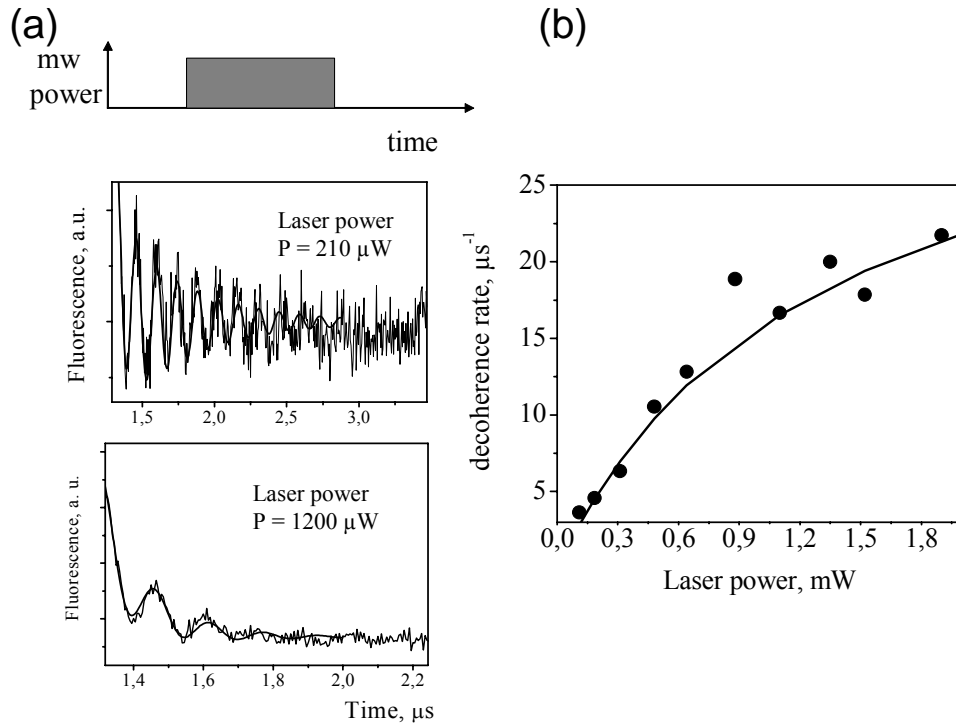 (a)
mw
power
time
Fluorescence, a.u.
Laser power
P = 210 µW
1,5 2,0 2,5 3,0
Fluorescence, a. u.
Laser power
P = 1200 µW
1,4 1,6 1,8 2,0 2,2
Time, µs
(b)
decoherence rate, µs-1
25
20
15
10
5
0,0 0,3 0,6 0,9 1,2 1,5 1,8
Laser power, mW